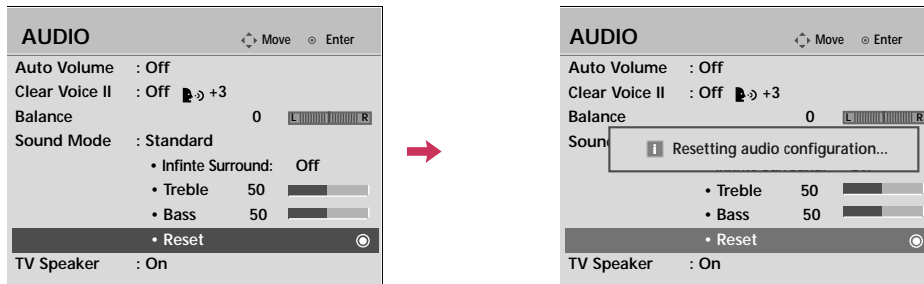 AUDIO Move Enter
Auto Volume : Off
Clear Voice II : Off +3
Balance 0 L R
Sound Mode : Standard
• Infinte Surround: Off
• Treble 50
• Bass 50
• Reset
TV Speaker : On
AUDIO Move Enter
Auto Volume : Off
Clear Voice II : Off +3
Balance 0 L R
Soun
i Resetting audio configuration...
• Treble 50
• Bass 50
• Reset
TV Speaker : On